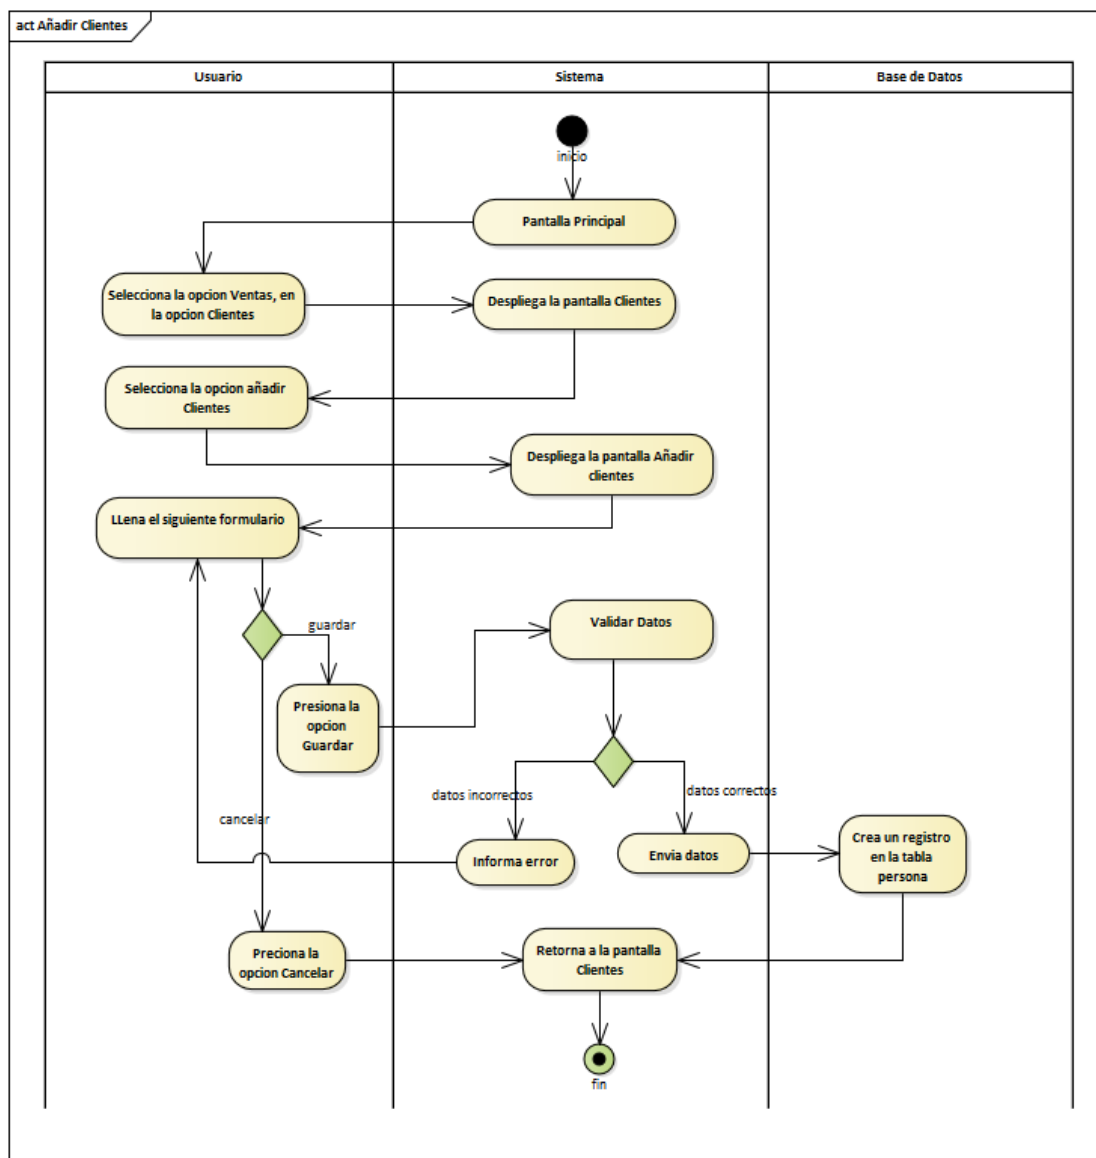 act Añadir Clientes
Usuario
Sistema
Base de Datos
inicio
Pantalla Principal
Selecciona la opcion Ventas, en
la opcion Clientes
Despliega la pantalla Clientes
Selecciona la opcion añadir
Clientes
Despliega la pantalla Añadir
clientes
LLena el siguiente formulario
guardar
Validar Datos
Presiona la
opcion
Guardar
datos incorrectos
datos correctos
cancelar
Informa error
Envia datos
Crea un registro
en la tabla
persona
Preciona la
opcion Cancelar
Retorna a la pantalla
Clientes
fin